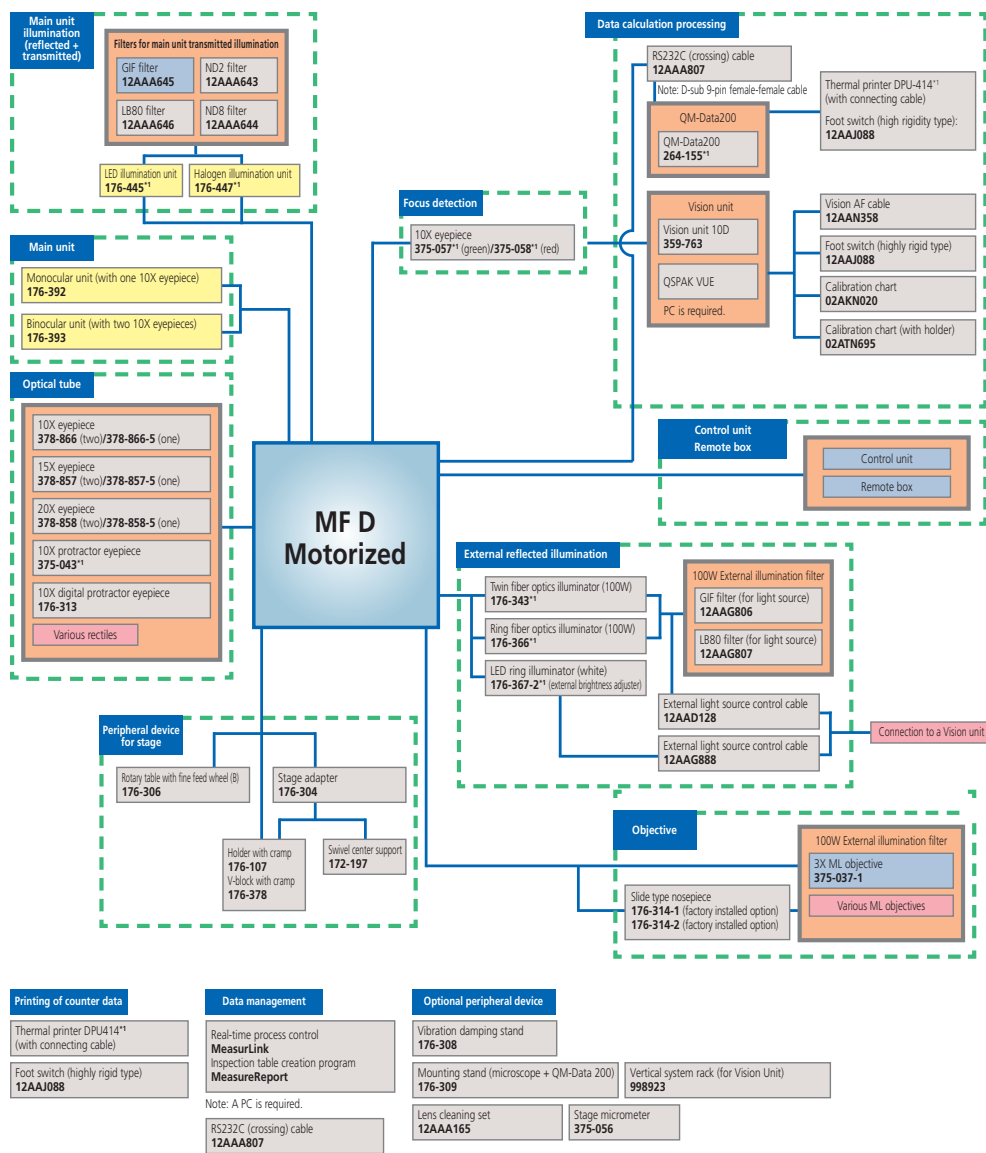 Main unit
illumination
(reflected +
transmitted)
Filters for main unit transmitted illumination
GIF filter
12AAA645
ND2 filter
12AAA643
LB80 filter
12AAA646
ND8 filter
12AAA644
LED illumination unit
176-445*1
Halogen illumination unit
176-447*1
Main unit
Monocular unit (with one 10X eyepiece)
176-392
Binocular unit (with two 10X eyepieces)
176-393
Optical tube
10X eyepiece
378-866 (two)/378-866-5 (one)
15X eyepiece
378-857 (two)/378-857-5 (one)
20X eyepiece
378-858 (two)/378-858-5 (one)
10X protractor eyepiece
375-043*1
10X digital protractor eyepiece
176-313
Various rectiles
Focus detection
10X eyepiece
375-057*1 (green)/375-058*1 (red)
Data calculation processing
RS232C (crossing) cable
12AAA807
Note: D-sub 9-pin female-female cable
QM-Data200
QM-Data200
264-155*1
Thermal printer DPU-414*1
(with connecting cable)
Foot switch (high rigidity type):
12AAJ088
Vision unit
Vision unit 10D
359-763
QSPAK VUE
PC is required.
Vision AF cable
12AAN358
Foot switch (highly rigid type)
12AAJ088
Calibration chart
02AKN020
Calibration chart (with holder)
02ATN695
Control unit
Remote box
Control unit
Remote box
MF D
Motorized
External reflected illumination
Twin fiber optics illuminator (100W)
176-343*1
Ring fiber optics illuminator (100W)
176-366*1
LED ring illuminator (white)
176-367-2*1 (external brightness adjuster)
100W External illumination filter
GIF filter (for light source)
12AAG806
LB80 filter (for light source)
12AAG807
External light source control cable
12AAD128
External light source control cable
12AAG888
Connection to a Vision unit
Peripheral device
for stage
Rotary table with fine feed wheel (B)
176-306
Stage adapter
176-304
Holder with cramp
176-107
V-block with cramp
176-378
Swivel center support
172-197
Objective
100W External illumination filter
3X ML objective
375-037-1
Various ML objectives
Slide type nosepiece
176-314-1 (factory installed option)
176-314-2 (factory installed option)
Printing of counter data
Thermal printer DPU414*1
(with connecting cable)
Foot switch (highly rigid type)
12AAJ088
Data management
Real-time process control
MeasurLink
Inspection table creation program
MeasureReport
Note: A PC is required.
RS232C (crossing) cable
12AAA807
Optional peripheral device
Vibration damping stand
176-308
Mounting stand (microscope + QM-Data 200)
176-309
Vertical system rack (for Vision Unit)
998923
Lens cleaning set
12AAA165
Stage micrometer
375-056